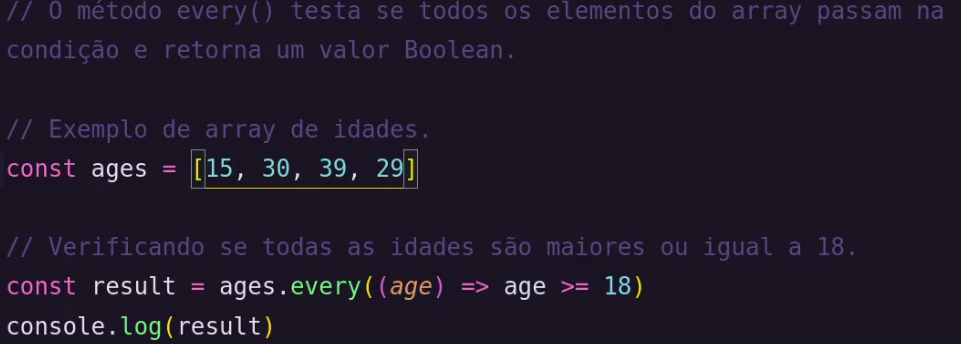 // O método every() testa se todos os elementos do array passam na
condição e retorna um valor Boolean.
// Exemplo de array de idades.
const ages = [15, 30, 39, 29]
// Verificando se todas as idades são maiores ou igual a 18.
const result = ages.every((age) => age >= 18)
console.log(result)